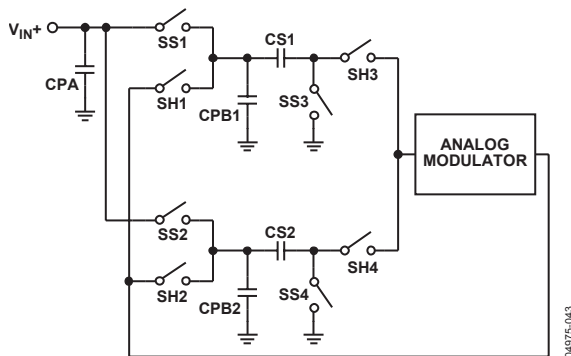 VIN+
SS1
CS1
SH3
CPA
SH1
CPB1
SS3
ANALOG
MODULATOR
SS2
CS2
SH4
SH2
CPB2
SS4
04975-043